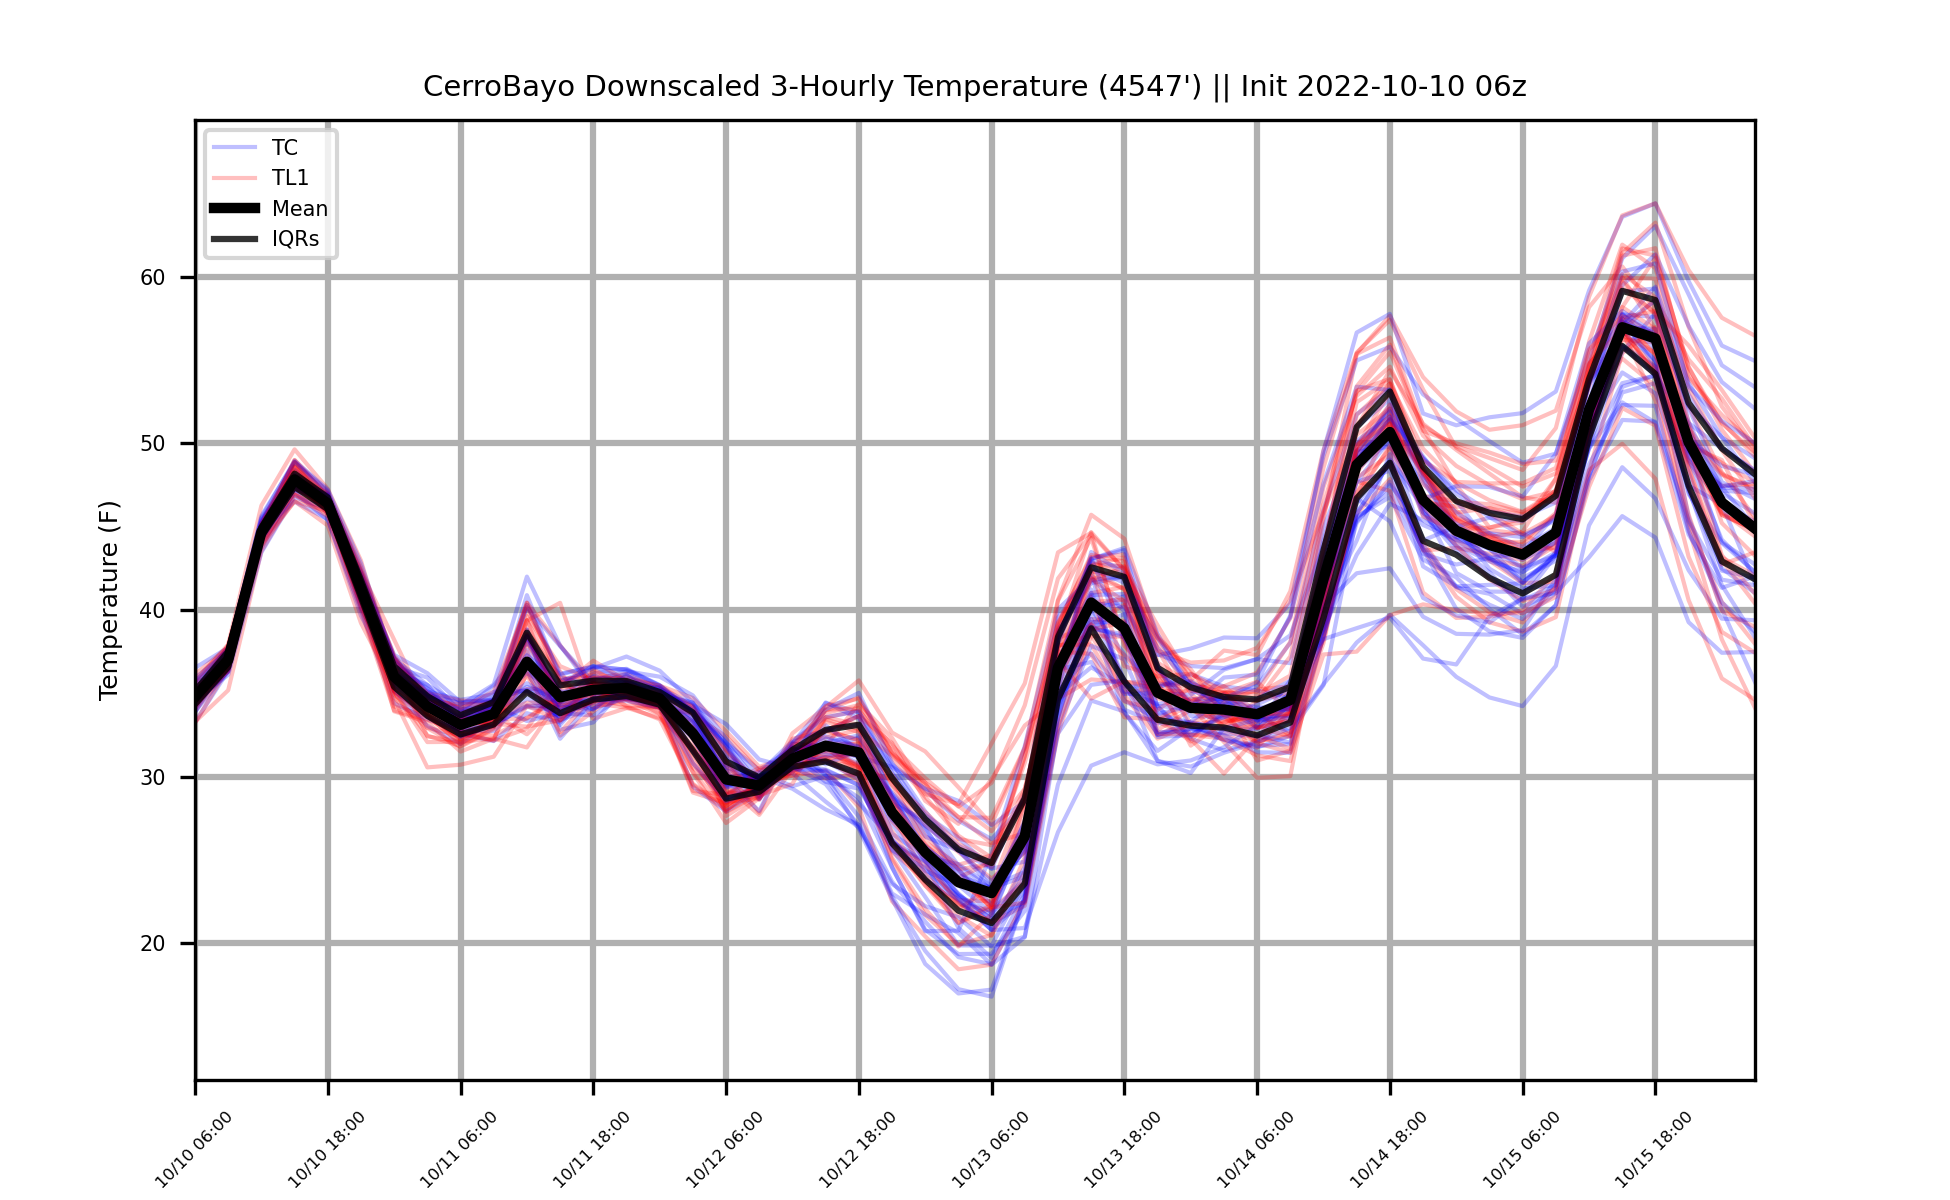 CerroBayo Downscaled 3-Hourly Temperature (4547') || Init 2022-10-10 06z
TC
TL1
Mean
IQRs
Temperature (F)
60
50
40
30
20
10/10 06:00
10/10 18:00
10/11 06:00
10/11 18:00
10/12 06:00
10/12 18:00
10/13 06:00
10/13 18:00
10/14 06:00
10/14 18:00
10/15 06:00
10/15 18:00